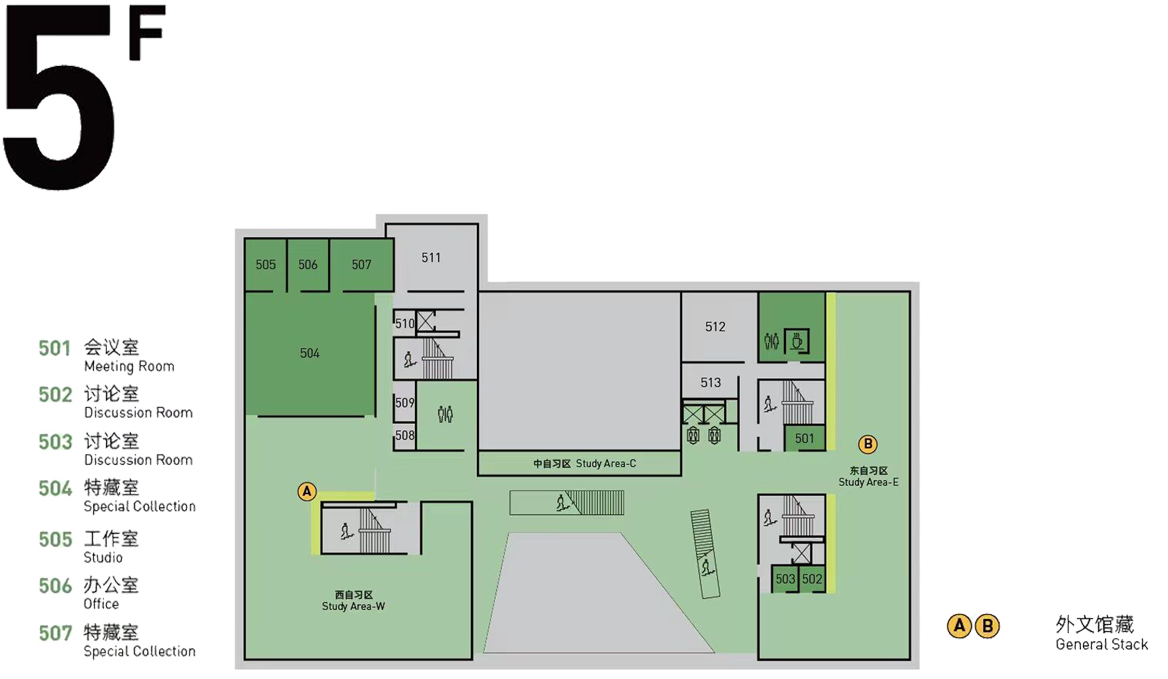 5F
501 会议室
Meeting Room
502 讨论室
Discussion Room
503 讨论室
Discussion Room
504 特藏室
Special Collection
505 工作室
Studio
506 办公室
Office
507 特藏室
Special Collection
505 506 507 511
510
504
509
508
512
513
501
中自习区 Study Area-C
A
B
东自习区
Study Area-E
西自习区
Study Area-W
503 502
A B 外文馆藏
General Stack